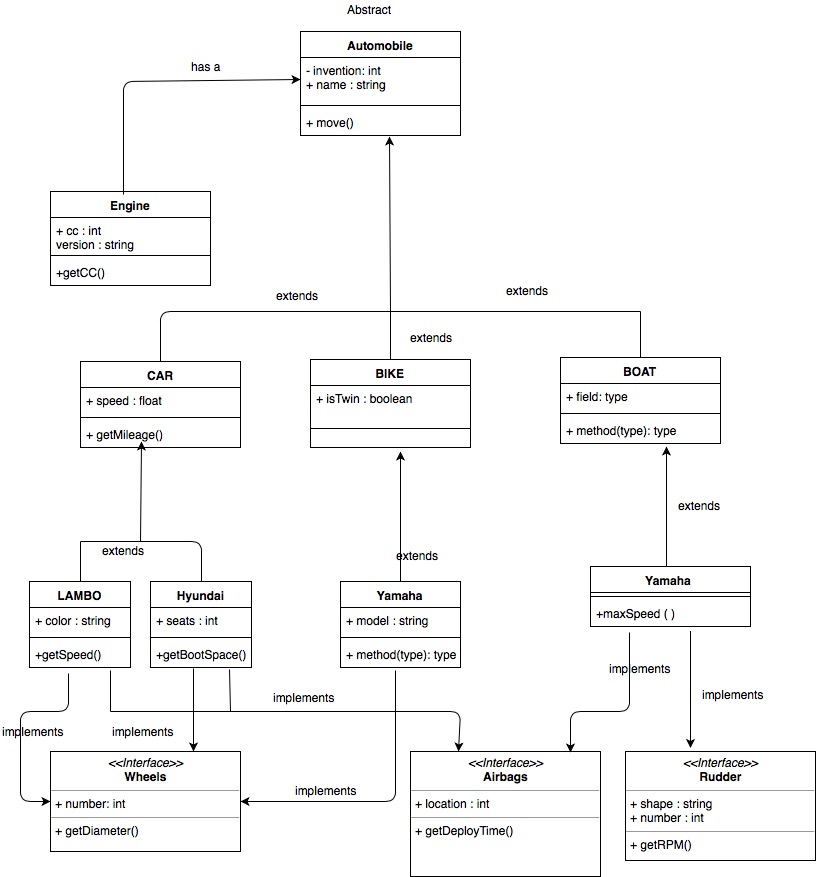 Abstract
Automobile
- invention: int
+ name : string
+ move()
has a
Engine
+ cc : int
version : string
+getCC()
extends
extends
extends
CAR
+ speed : float
+ getMileage()
BIKE
+ isTwin : boolean
BOAT
+ field: type
+ method(type): type
extends
extends
extends
LAMBO
+ color : string
+getSpeed()
Hyundai
+ seats : int
+getBootSpace()
Yamaha
+ model : string
+ method(type): type
Yamaha
+maxSpeed ( )
implements
implements
implements
implements
implements
implements
<<Interface>>
Wheels
+ number: int
+ getDiameter()
<<Interface>>
Airbags
+ location : int
+ getDeployTime()
<<Interface>>
Rudder
+ shape : string
+ number : int
+ getRPM()